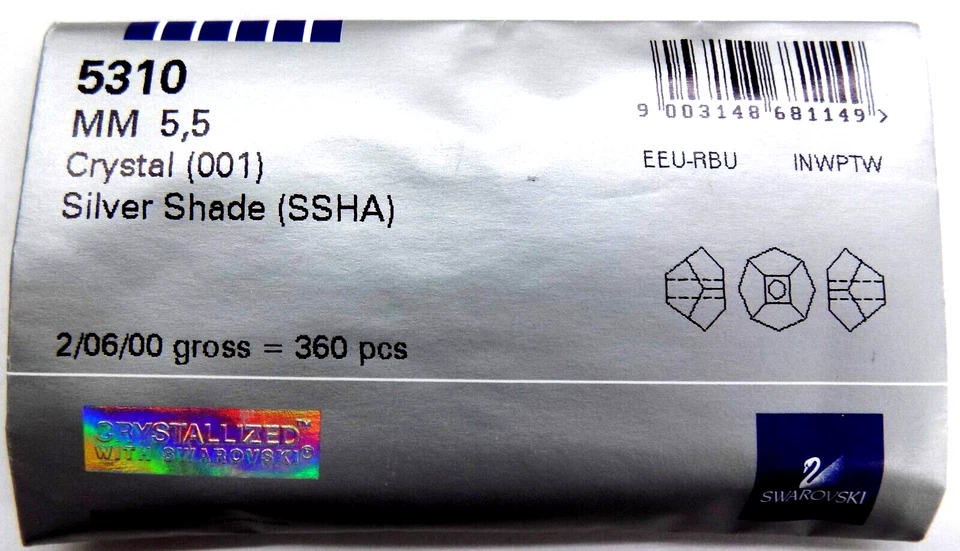 5310
MM 5,5
Crystal (001)
Silver Shade (SSHA)
9 003148 681149 >
EEU-RBU INWPTW
2/06/00 gross = 360 pcs
CRYSTALLIZED™
WITH SWAROVSKI®
SWAROVSKI